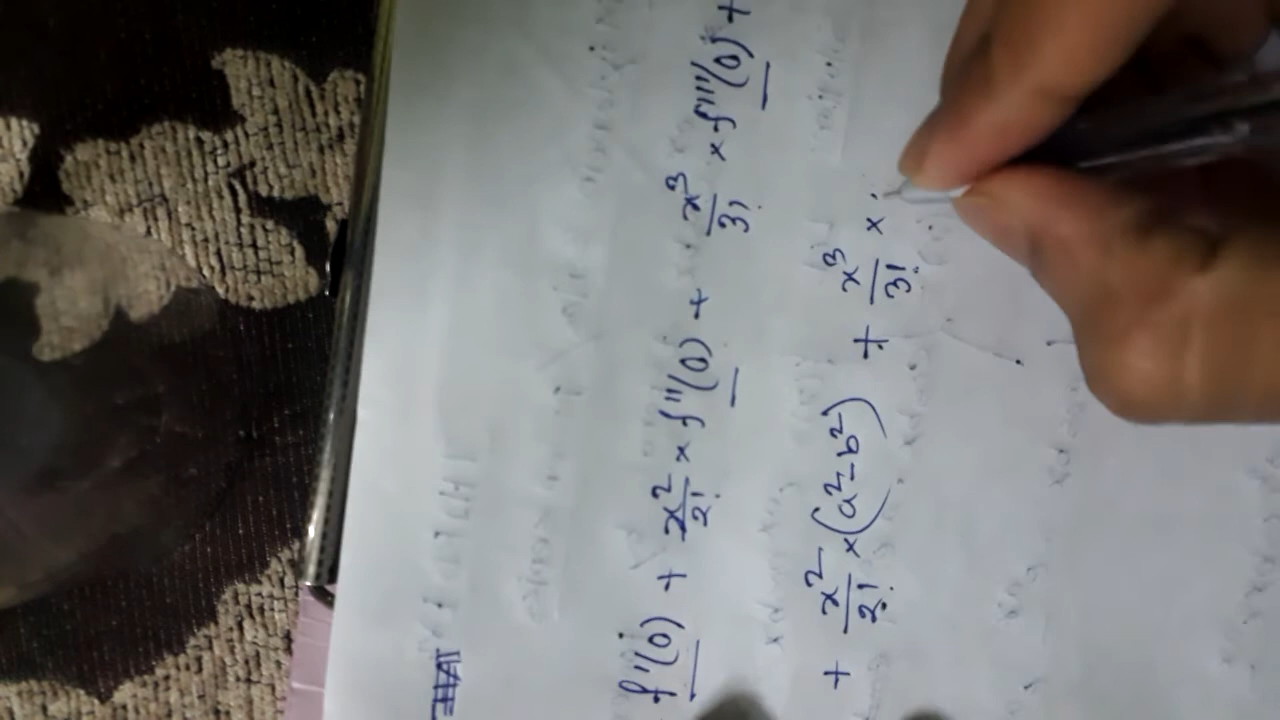 f'(0) + x²/2! × f''(0) + x³/3! × f'''(0) +
+ x²/2! × (a²-b²) + x³/3! ×